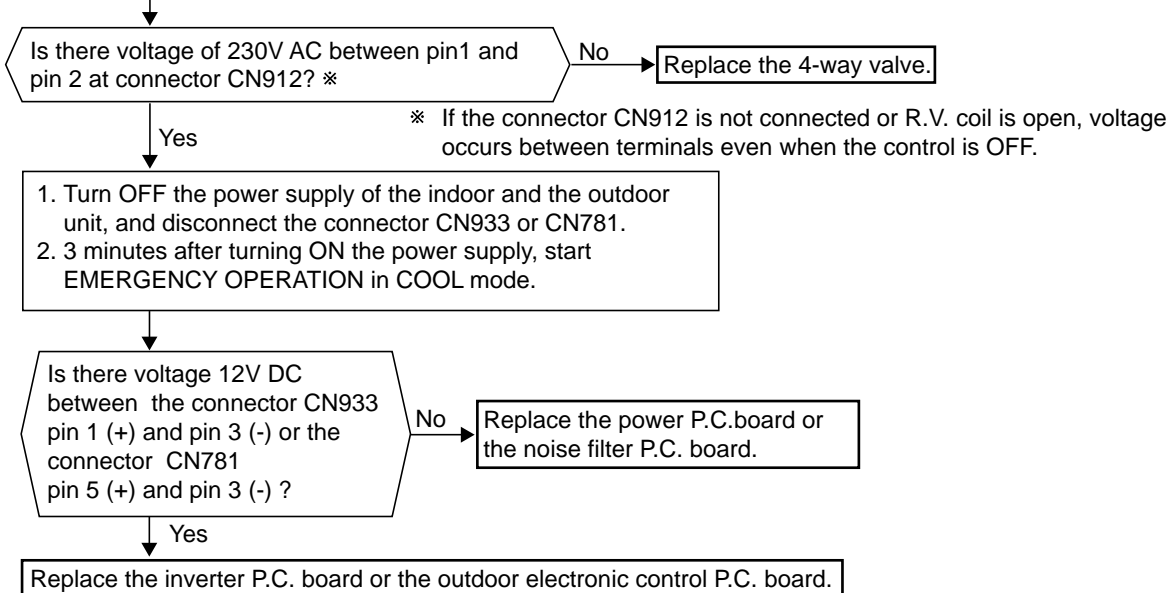 Is there voltage of 230V AC between pin1 and
pin 2 at connector CN912? ※
No
Replace the 4-way valve.
※ If the connector CN912 is not connected or R.V. coil is open, voltage
occurs between terminals even when the control is OFF.
Yes
1. Turn OFF the power supply of the indoor and the outdoor
unit, and disconnect the connector CN933 or CN781.
2. 3 minutes after turning ON the power supply, start
EMERGENCY OPERATION in COOL mode.
Is there voltage 12V DC
between the connector CN933
pin 1 (+) and pin 3 (-) or the
connector CN781
pin 5 (+) and pin 3 (-) ?
No
Replace the power P.C.board or
the noise filter P.C. board.
Yes
Replace the inverter P.C. board or the outdoor electronic control P.C. board.